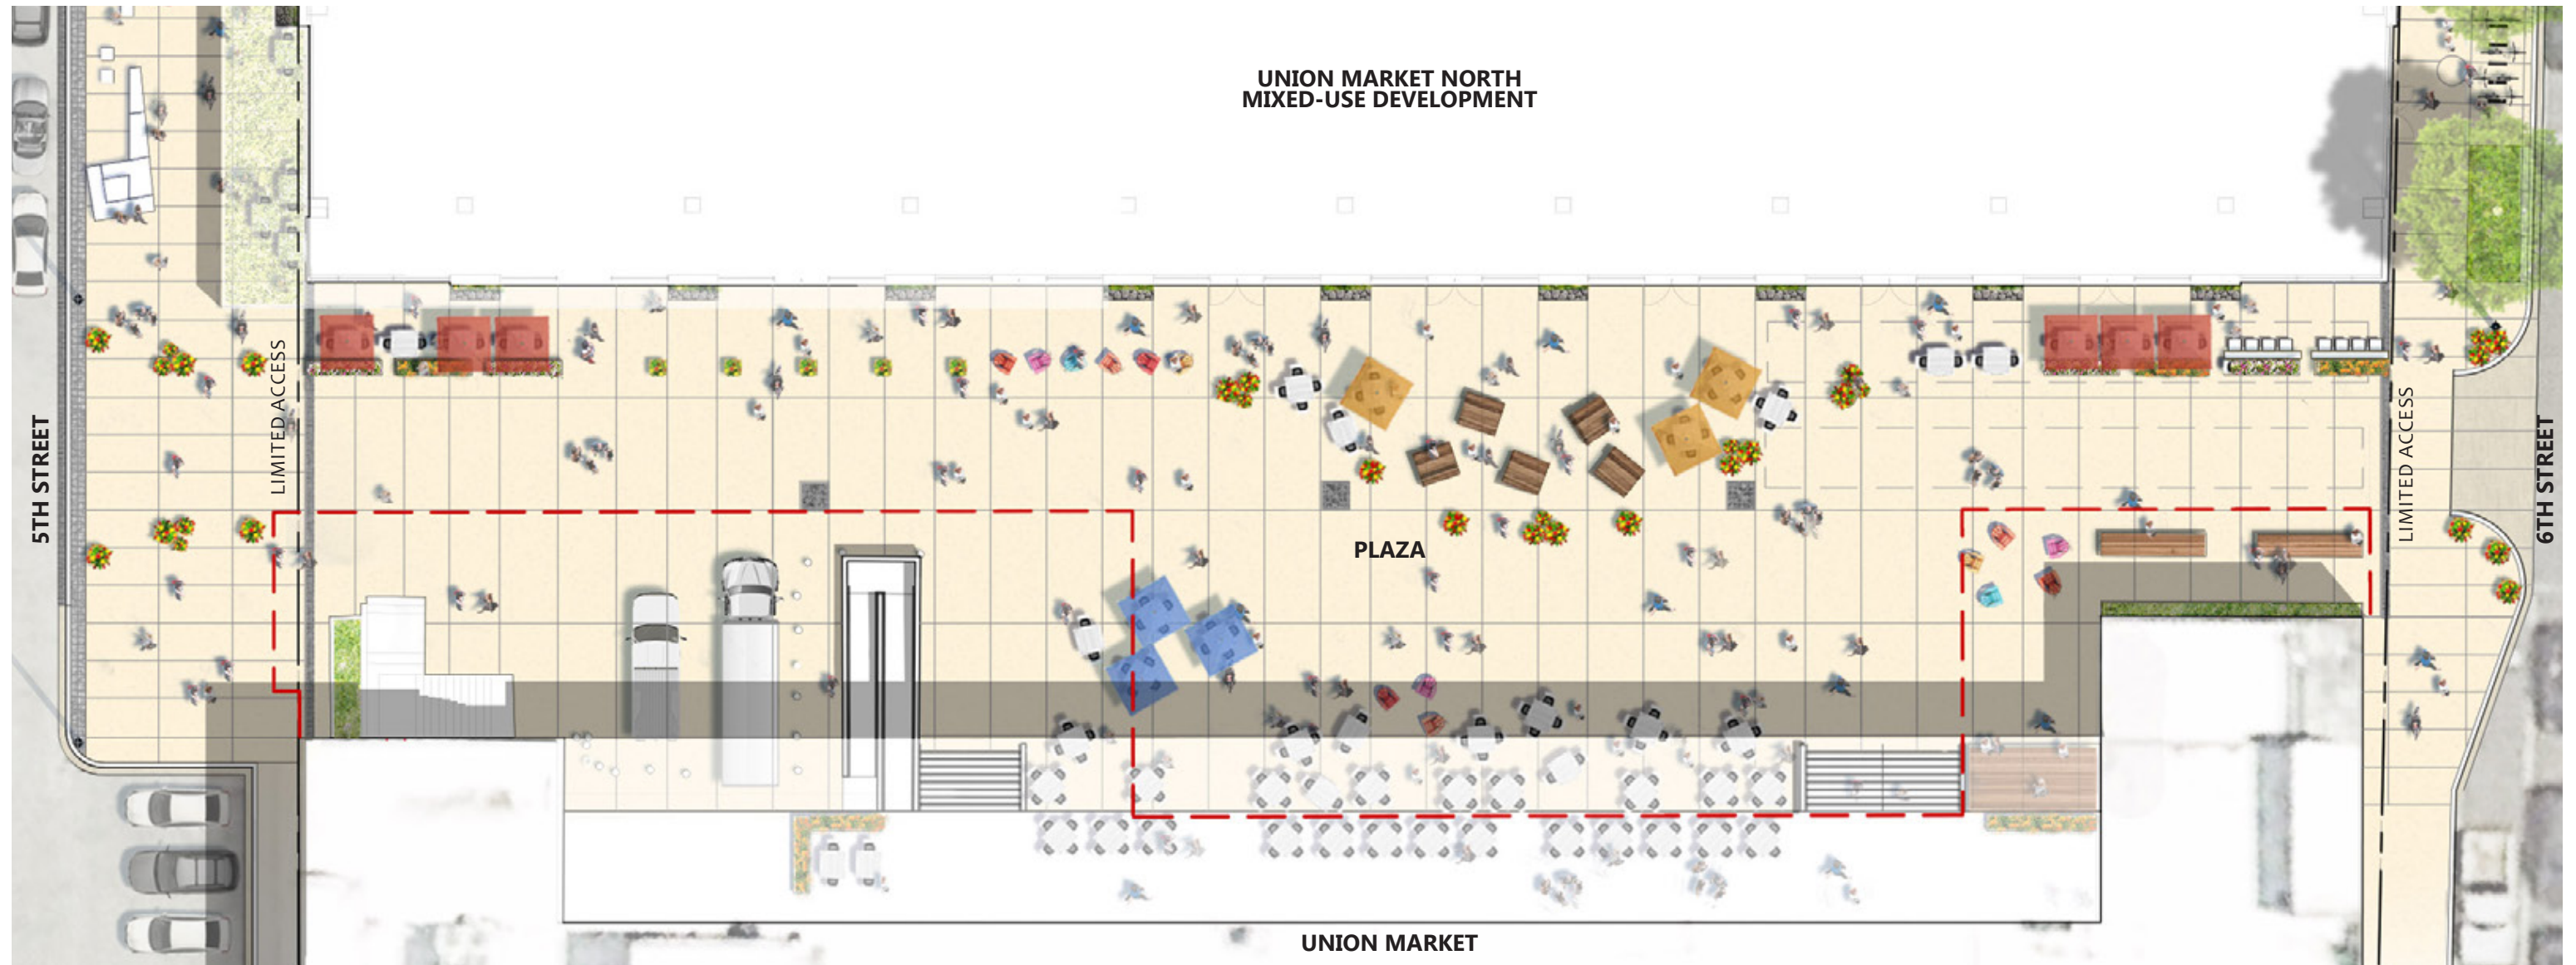 UNION MARKET NORTH
MIXED-USE DEVELOPMENT
5TH STREET
LIMITED ACCESS
PLAZA
LIMITED ACCESS
6TH STREET
UNION MARKET